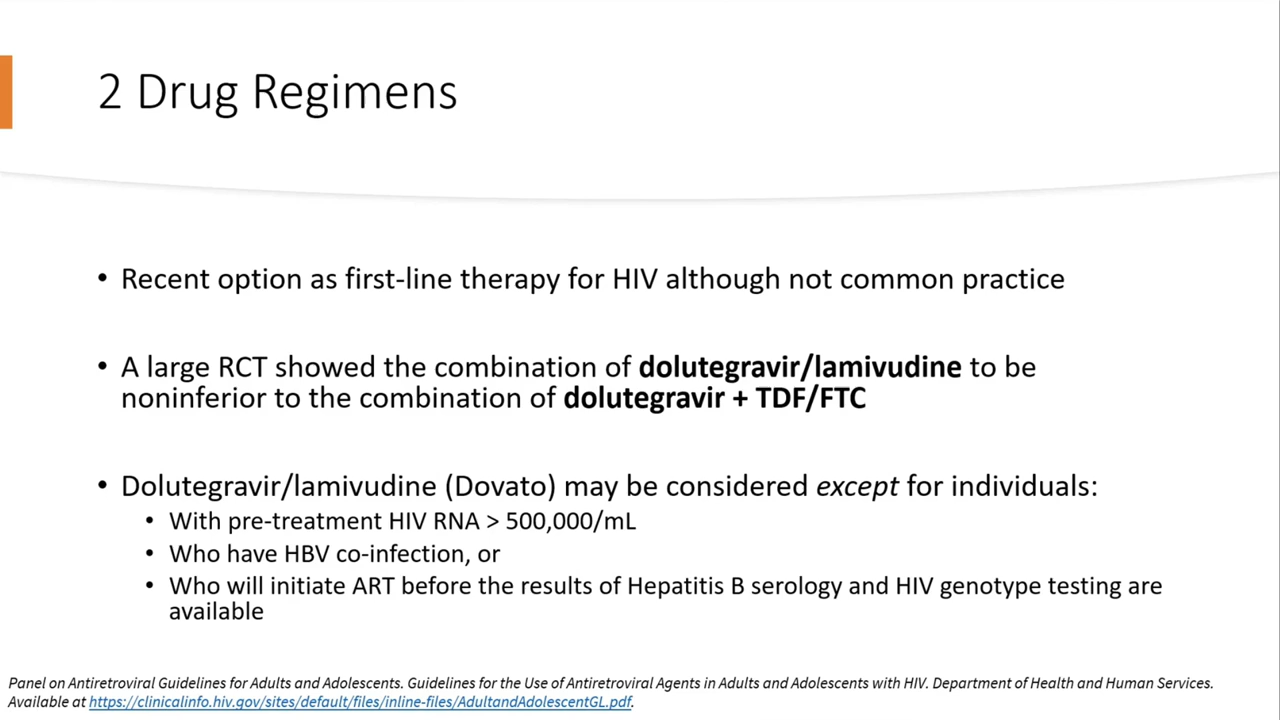 2 Drug Regimens
• Recent option as first-line therapy for HIV although not common practice
• A large RCT showed the combination of dolutegravir/lamivudine to be
noninferior to the combination of dolutegravir + TDF/FTC
• Dolutegravir/lamivudine (Dovato) may be considered except for individuals:
• With pre-treatment HIV RNA > 500,000/mL
• Who have HBV co-infection, or
• Who will initiate ART before the results of Hepatitis B serology and HIV genotype testing are
available
Panel on Antiretroviral Guidelines for Adults and Adolescents. Guidelines for the Use of Antiretroviral Agents in Adults and Adolescents with HIV. Department of Health and Human Services.
Available at https://clinicalinfo.hiv.gov/sites/default/files/inline-files/AdultandAdolescentGL.pdf.